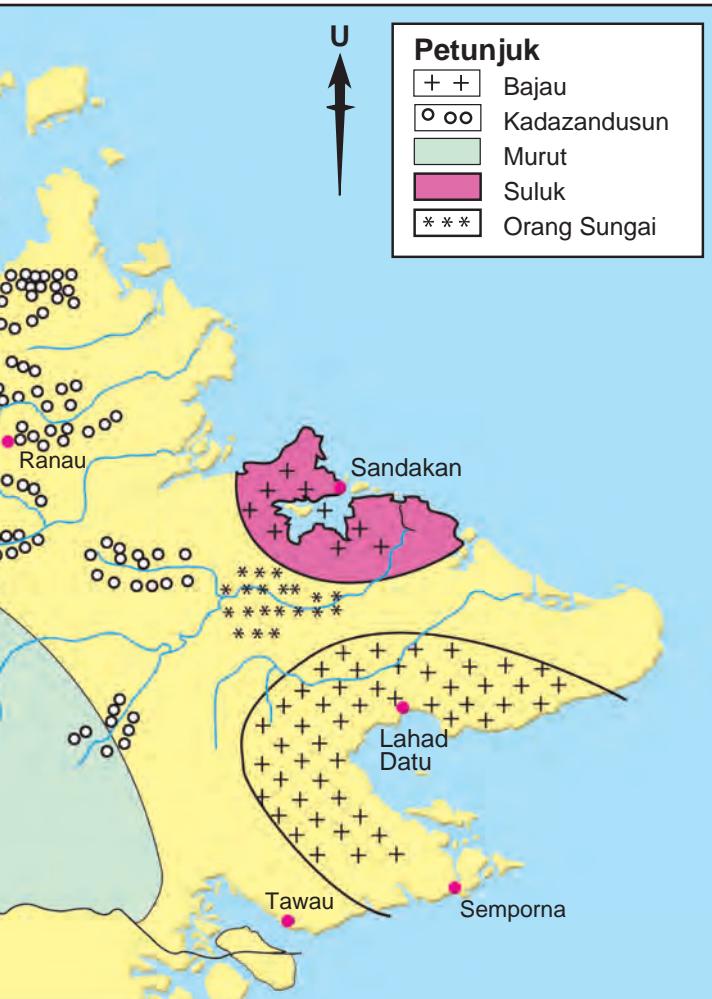 U
Petunjuk
+ + Bajau
Kadazandusun
Murut
Suluk
*** Orang Sungai
Ranau
Sandakan
Lahad
Datu
Tawau
Semporna